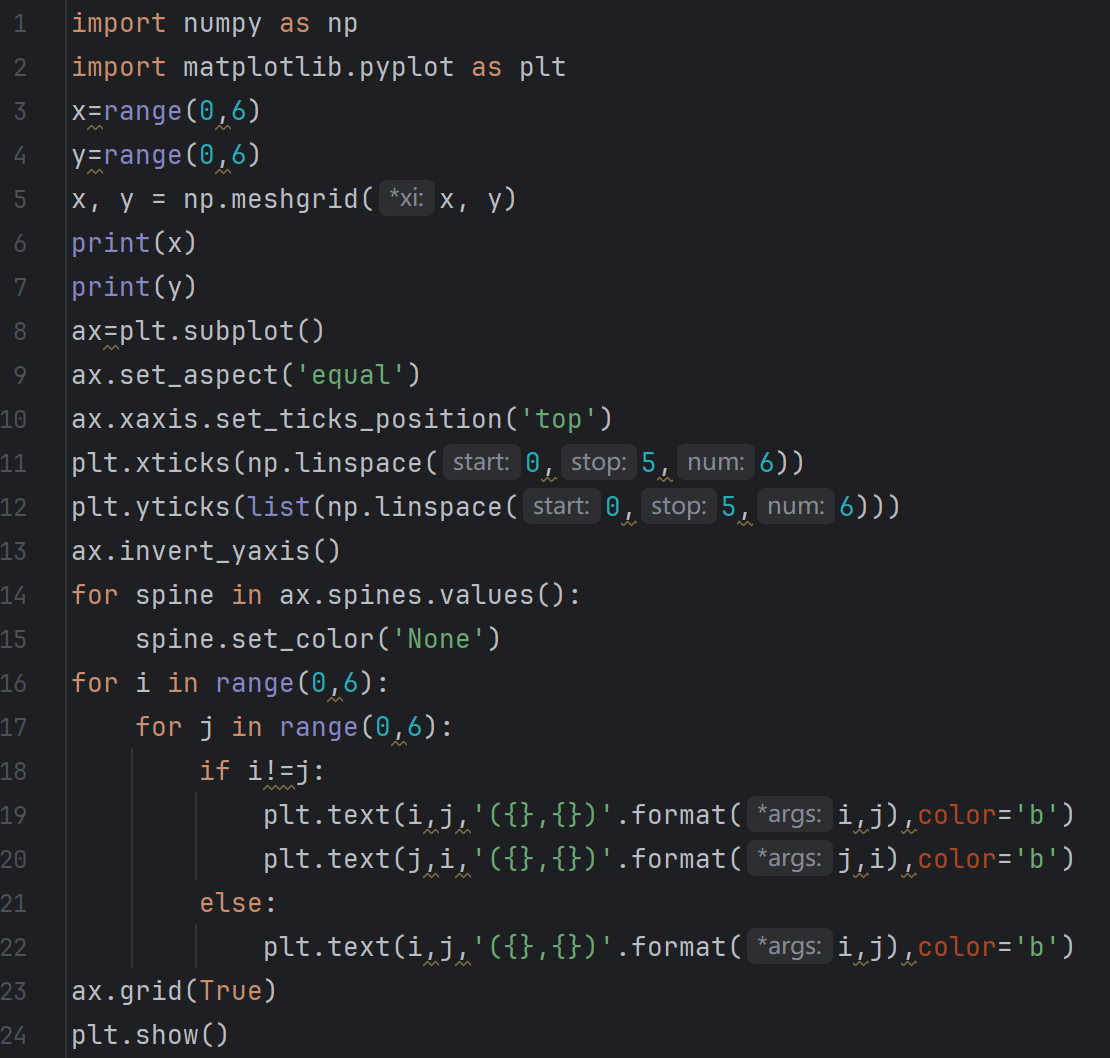 1 import numpy as np
2 import matplotlib.pyplot as plt
3 x=range(0,6)
4 y=range(0,6)
5 x, y = np.meshgrid( *xi: x, y)
6 print(x)
7 print(y)
8 ax=plt.subplot()
9 ax.set_aspect('equal')
10 ax.xaxis.set_ticks_position('top')
11 plt.xticks(np.linspace( start: 0, stop: 5, num: 6))
12 plt.yticks(list(np.linspace( start: 0, stop: 5, num: 6)))
13 ax.invert_yaxis()
14 for spine in ax.spines.values():
15     spine.set_color('None')
16 for i in range(0,6):
17     for j in range(0,6):
18         if i!=j:
19             plt.text(i,j,'({},{})'.format( *args: i,j),color='b')
20             plt.text(j,i,'({},{})'.format( *args: j,i),color='b')
21         else:
22             plt.text(i,j,'({},{})'.format( *args: i,j),color='b')
23 ax.grid(True)
24 plt.show()